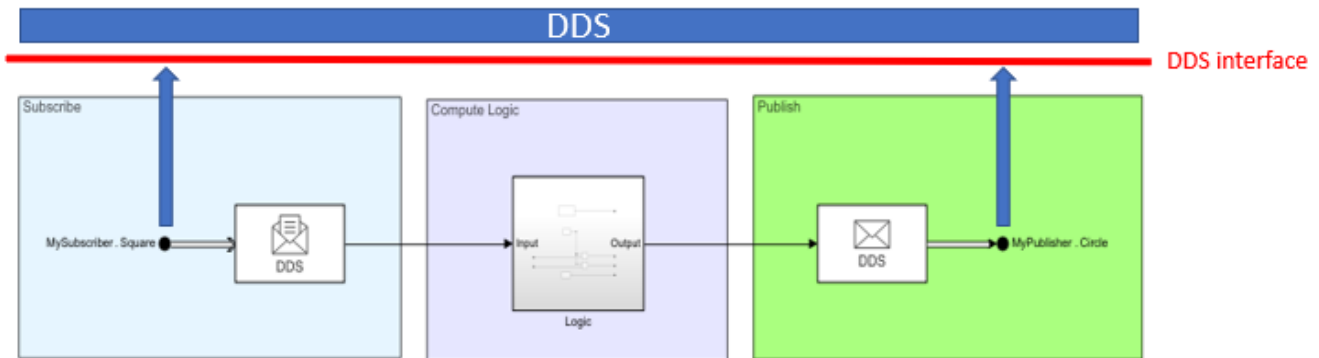 DDS
DDS interface
Subscribe
Compute Logic
Publish
MySubscriber . Square
DDS
Input
Output
Logic
DDS
MyPublisher . Circle